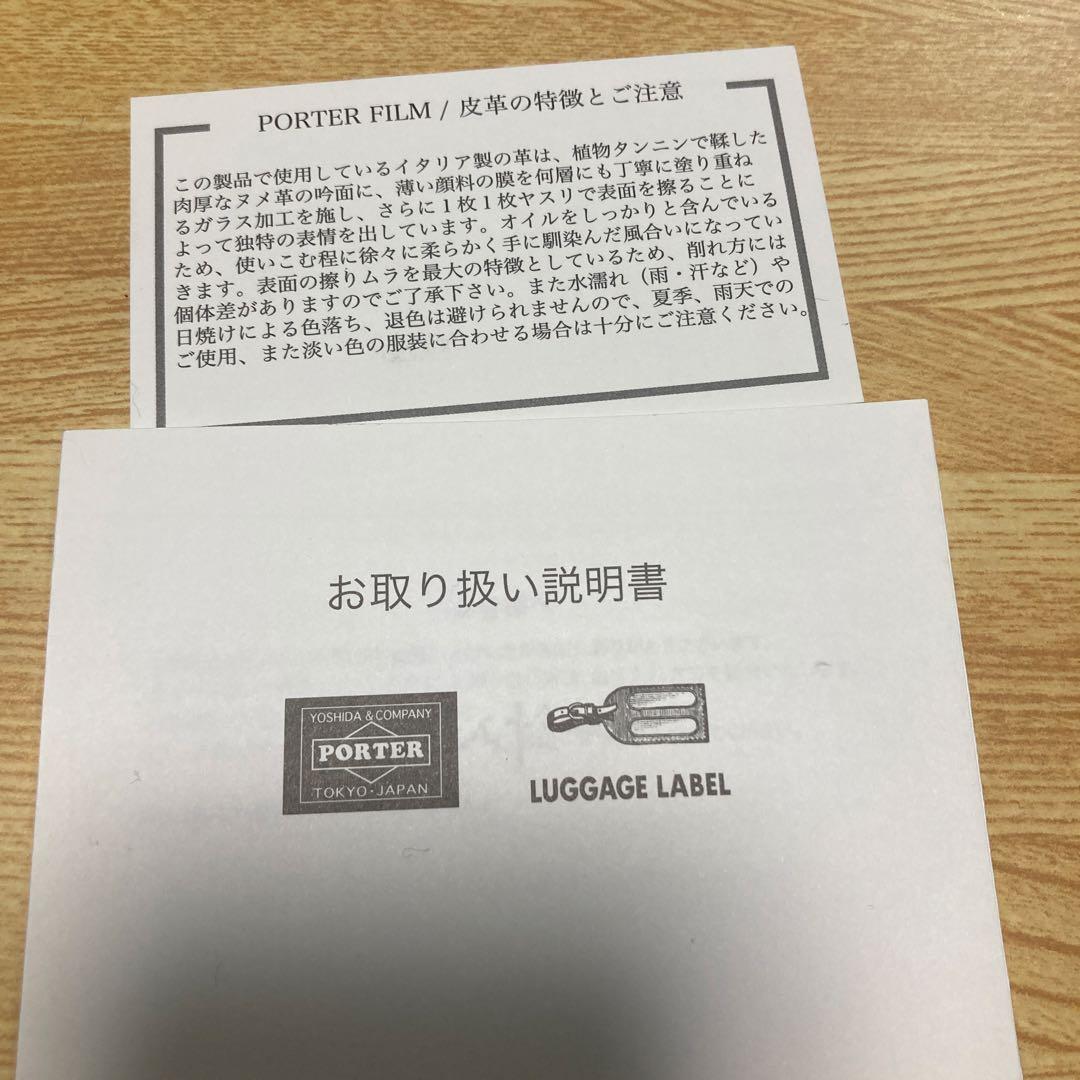 PORTER FILM / 皮革の特徴とご注意
この製品で使用しているイタリア製の革は、植物タンニンで鞣した
肉厚なヌメ革の吟面に、薄い顔料の膜を何層にも丁寧に塗り重ね
るガラス加工を施し、さらに１枚１枚ヤスリで表面を擦ることに
よって独特の表情を出しています。オイルをしっかりと含んでいる
ため、使いこむ程に徐々に柔らかく手に馴染んだ風合いになってい
きます。表面の擦りムラを最大の特徴としているため、削れ方には
個体差がありますのでご了承下さい。また水濡れ（雨・汗など）や
日焼けによる色落ち、退色は避けられませんので、夏季、雨天での
ご使用、また淡い色の服装に合わせる場合は十分にご注意ください。
お取り扱い説明書
YOSHIDA & COMPANY
PORTER
TOKYO・JAPAN
LUGGAGE LABEL